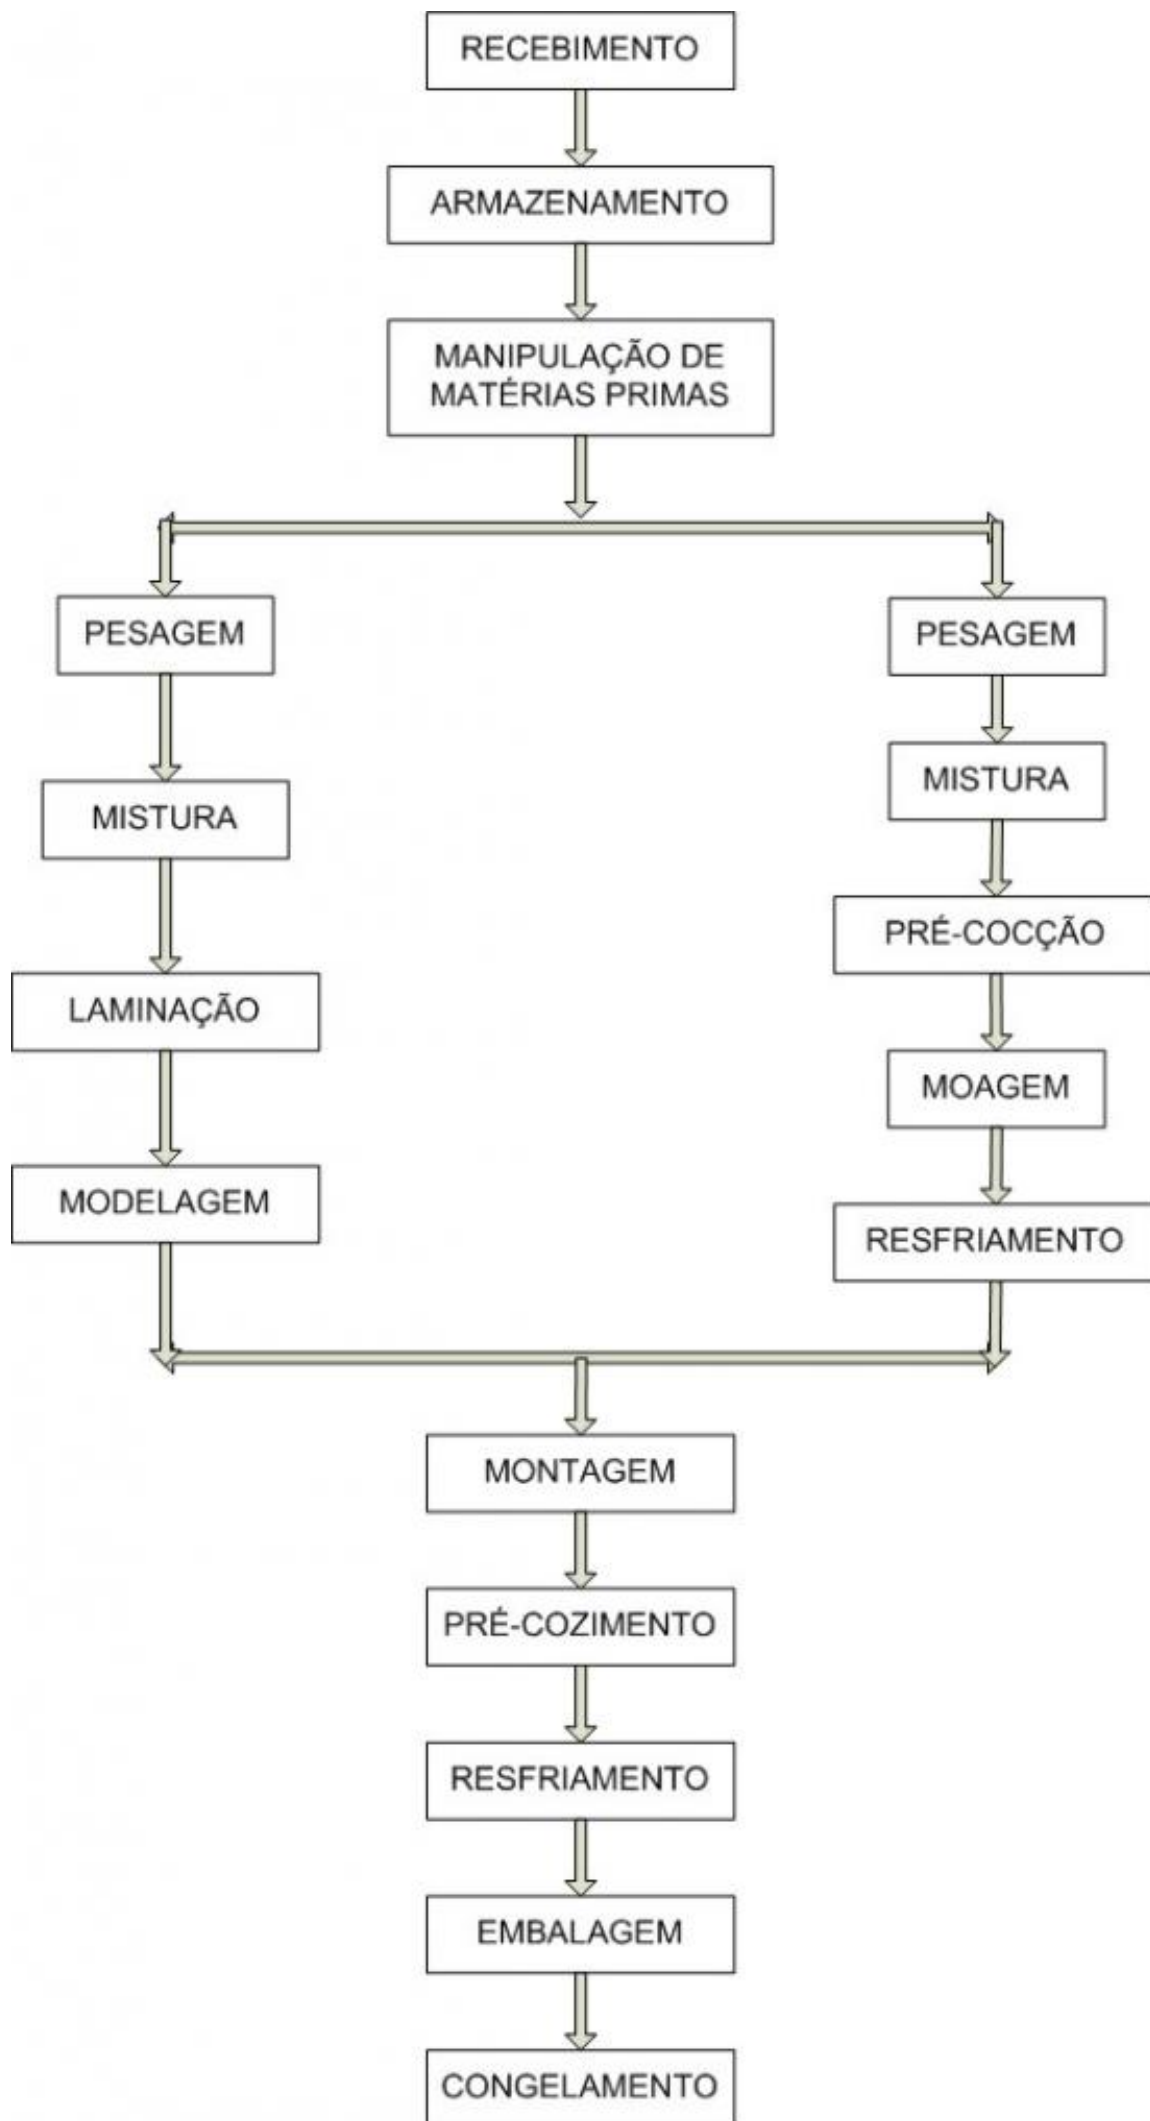 RECEBIMENTO
ARMAZENAMENTO
MANIPULAÇÃO DE
MATÉRIAS PRIMAS
PESAGEM
MISTURA
LAMINAÇÃO
MODELAGEM
PESAGEM
MISTURA
PRÉ-COCÇÃO
MOAGEM
RESFRIAMENTO
MONTAGEM
PRÉ-COZIMENTO
RESFRIAMENTO
EMBALAGEM
CONGELAMENTO